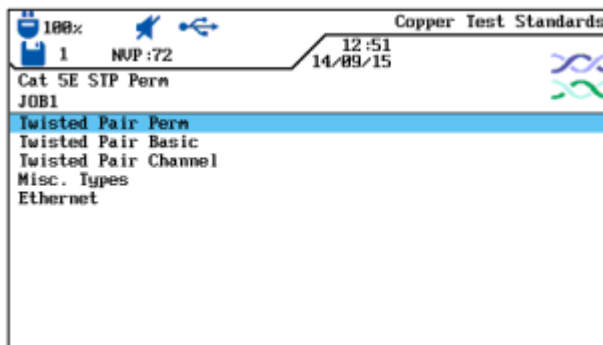 100% Copper Test Standards
1 NVP:72 12:51
14/09/15
Cat 5E STP Perm
JOB1
Twisted Pair Perm
Twisted Pair Basic
Twisted Pair Channel
Misc. Types
Ethernet